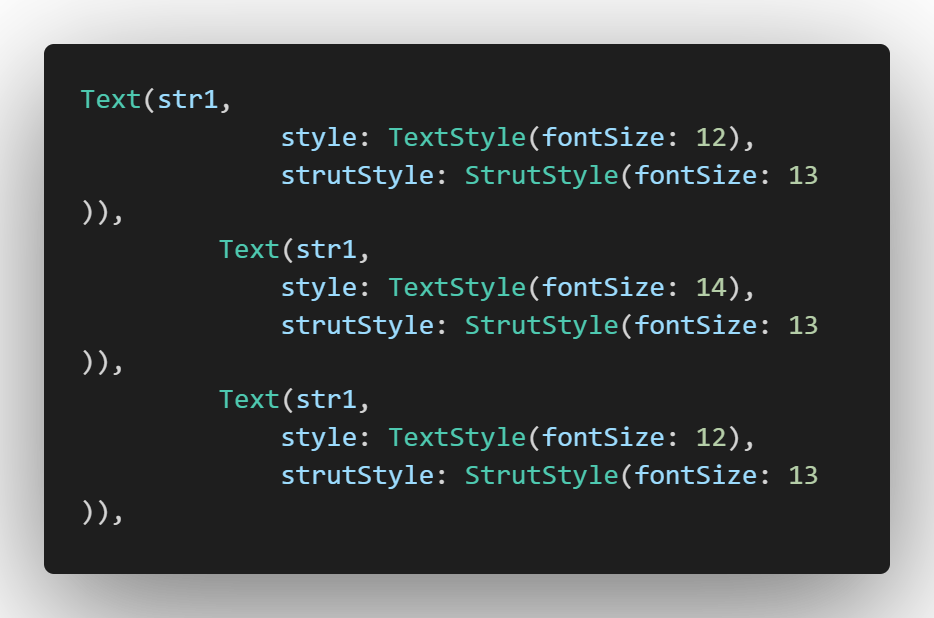 Text(str1,
             style: TextStyle(fontSize: 12),
             strutStyle: StrutStyle(fontSize: 13
)),
         Text(str1,
             style: TextStyle(fontSize: 14),
             strutStyle: StrutStyle(fontSize: 13
)),
         Text(str1,
             style: TextStyle(fontSize: 12),
             strutStyle: StrutStyle(fontSize: 13
)),